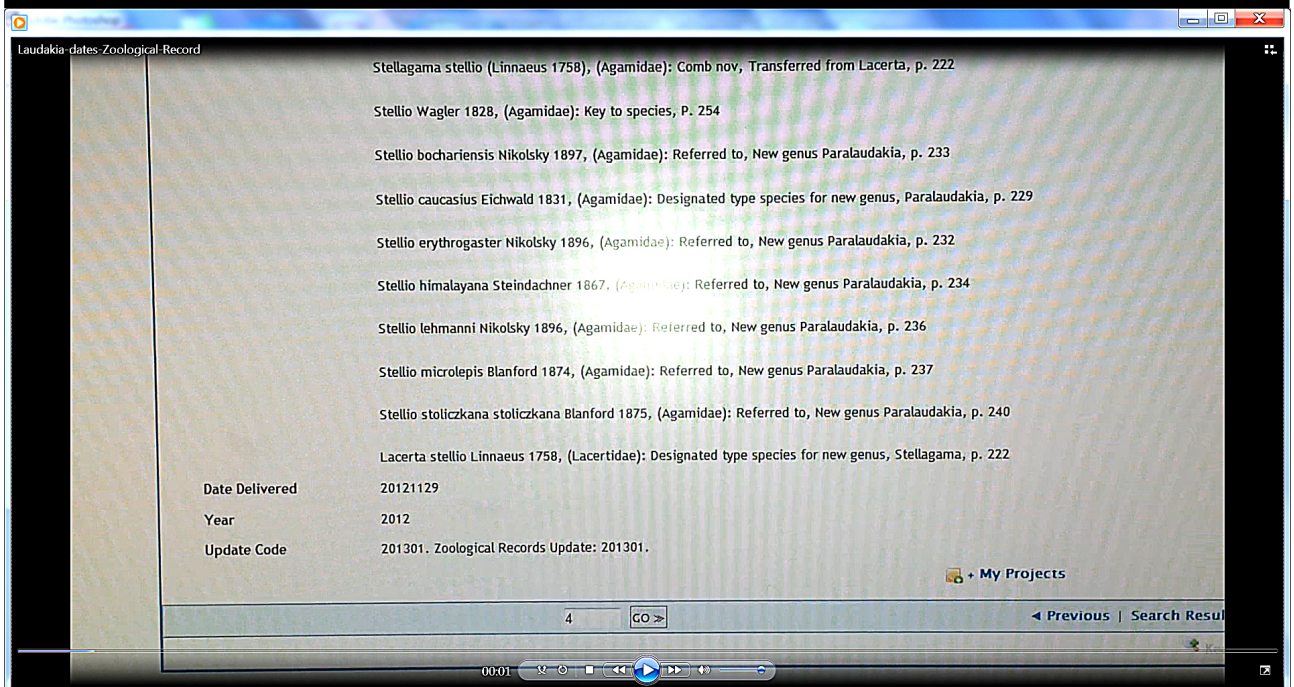 Laudakia-dates-Zoological-Record
Stellagama stellio (Linnaeus 1758), (Agamidae): Comb nov, Transferred from Lacerta, p. 222
Stellio Wagler 1828, (Agamidae): Key to species, P. 254
Stellio bochariensis Nikolsky 1897, (Agamidae): Referred to, New genus Paralaudakia, p. 233
Stellio caucasius Eichwald 1831, (Agamidae): Designated type species for new genus, Paralaudakia, p. 229
Stellio erythrogaster Nikolsky 1896, (Agamidae): Referred to, New genus Paralaudakia, p. 232
Stellio himalayana Steindachner 1867, (Agamidae): Referred to, New genus Paralaudakia, p. 234
Stellio lehmanni Nikolsky 1896, (Agamidae): Referred to, New genus Paralaudakia, p. 236
Stellio microlepis Blanford 1874, (Agamidae): Referred to, New genus Paralaudakia, p. 237
Stellio stoliczkana stoliczkana Blanford 1875, (Agamidae): Referred to, New genus Paralaudakia, p. 240
Lacerta stellio Linnaeus 1758, (Lacertidae): Designated type species for new genus, Stellagama, p. 222
Date Delivered 20121129
Year 2012
Update Code 201301. Zoological Records Update: 201301.
+ My Projects
4 GO ≫
◄ Previous | Search Resul
00:01